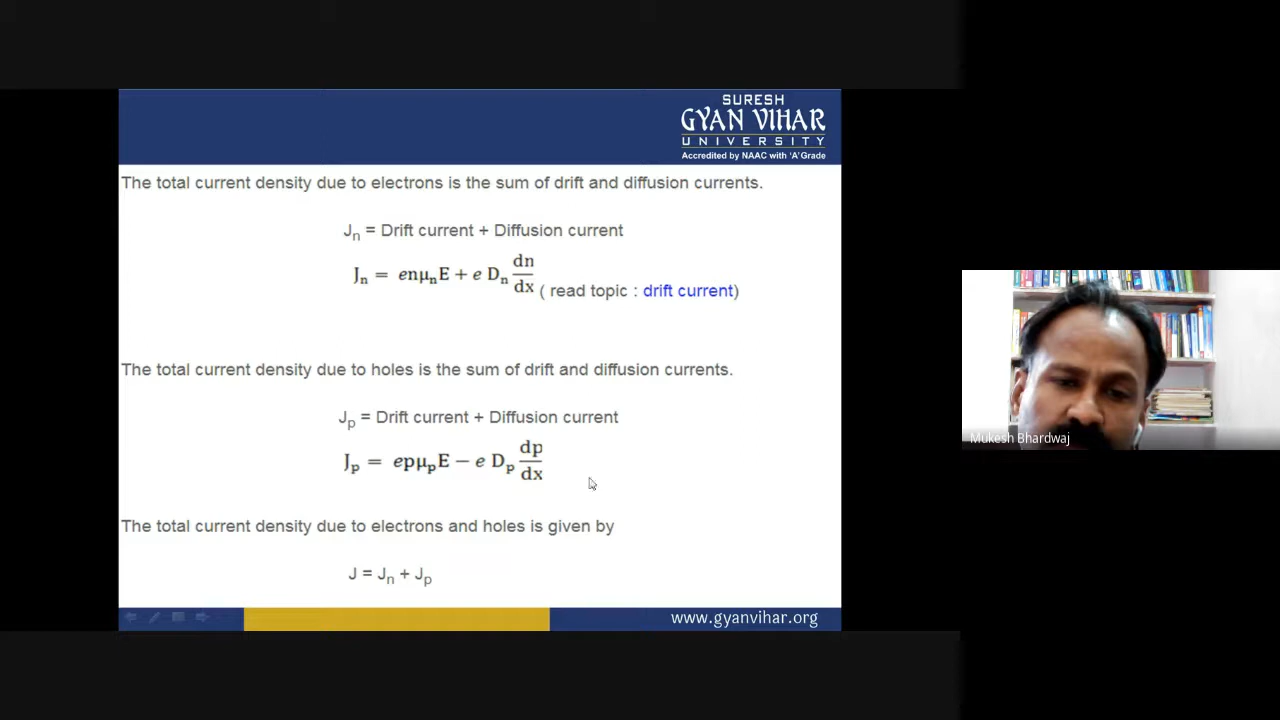 SURESH
GYAN VIHAR
UNIVERSITY
Accredited by NAAC with 'A' Grade
The total current density due to electrons is the sum of drift and diffusion currents.
Jn = Drift current + Diffusion current
Jn = enμnE + e Dn dn/dx ( read topic : drift current)
The total current density due to holes is the sum of drift and diffusion currents.
Jp = Drift current + Diffusion current
Jp = epμpE − e Dp dp/dx
Mukesh Bhardwaj
The total current density due to electrons and holes is given by
J = Jn + Jp
www.gyanvihar.org